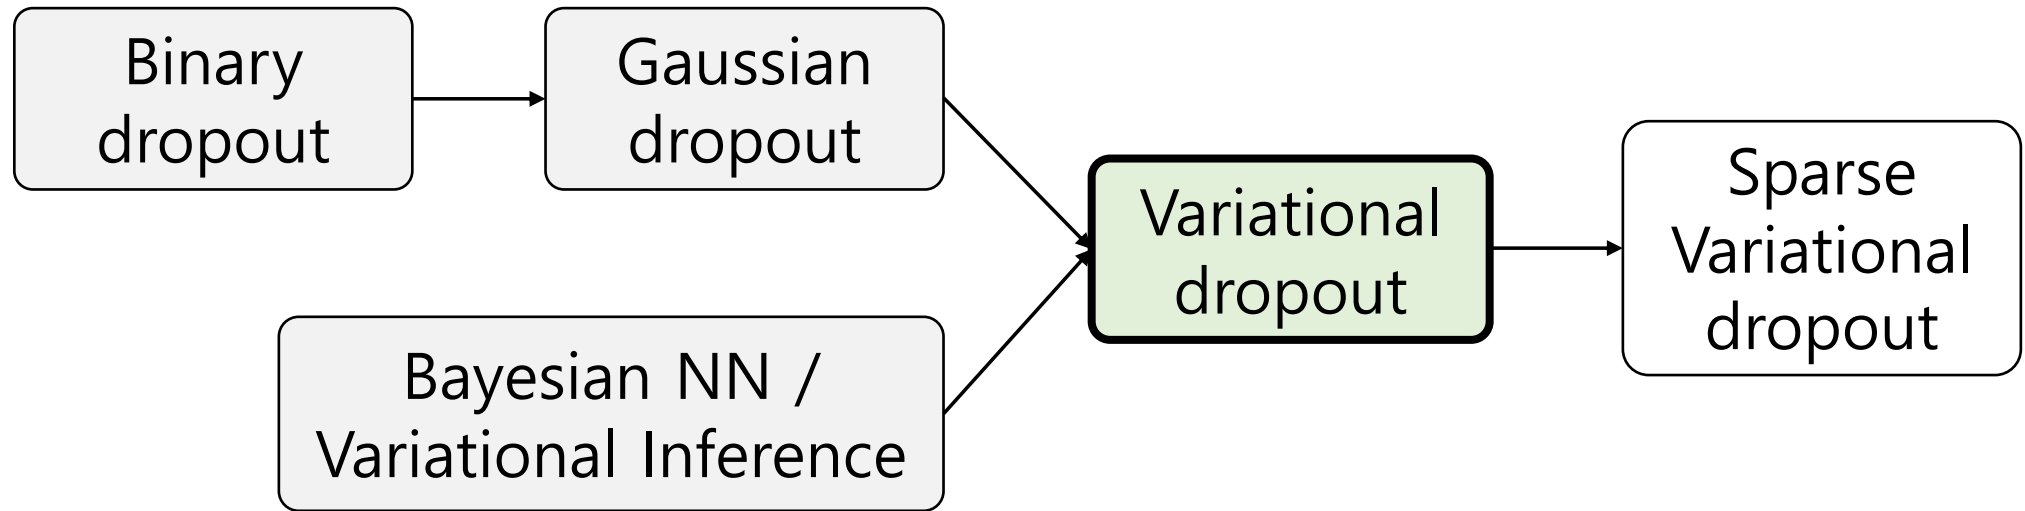 Binary
dropout
Gaussian
dropout
Bayesian NN /
Variational Inference
Variational
dropout
Sparse
Variational
dropout